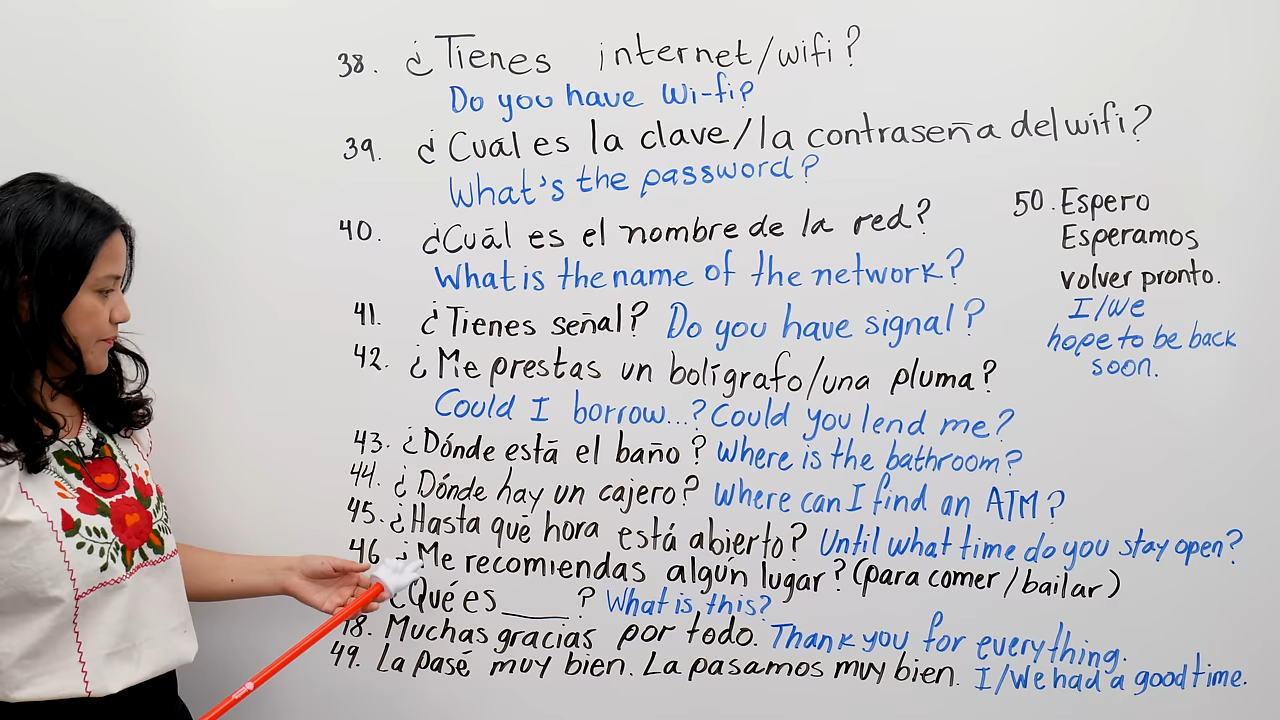 38. ¿Tienes internet/wifi?
Do you have Wi-fi?
39. ¿Cuál es la clave/la contraseña del wifi?
What's the password?
40. ¿Cuál es el nombre de la red?
What is the name of the network?
41. ¿Tienes señal? Do you have signal?
42. ¿Me prestas un bolígrafo/una pluma?
Could I borrow...? Could you lend me?
43. ¿Dónde está el baño? Where is the bathroom?
44. ¿Dónde hay un cajero? Where can I find an ATM?
45. ¿Hasta qué hora está abierto? Until what time do you stay open?
46 ¿Me recomiendas algún lugar? (para comer/bailar)
¿Qué es ____? What is this?
48. Muchas gracias por todo. Thank you for everything.
49. La pasé muy bien. La pasamos muy bien. I/We had a good time.
50. Espero
Esperamos
volver pronto.
I/We
hope to be back
soon.